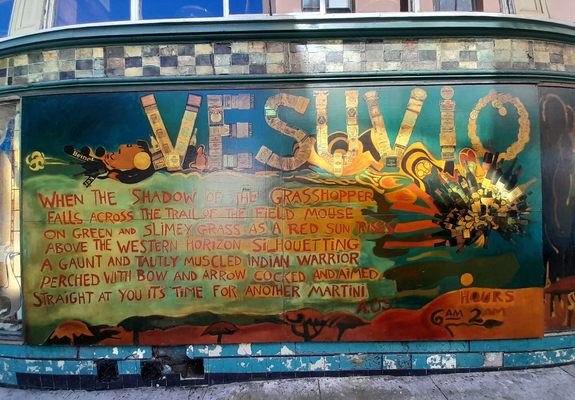 VESUVIO
WHEN THE SHADOW OF THE GRASSHOPPER
FALLS ACROSS THE TRAIL OF THE FIELD MOUSE
ON GREEN AND SLIMEY GRASS AS A RED SUN RISES
ABOVE THE WESTERN HORIZON SILHOUETTING
A GAUNT AND TAUTLY MUSCLED INDIAN WARRIOR
PERCHED WITH BOW AND ARROW COCKED AND AIMED
STRAIGHT AT YOU ITS TIME FOR ANOTHER MARTINI
HOURS
6AM 2AM